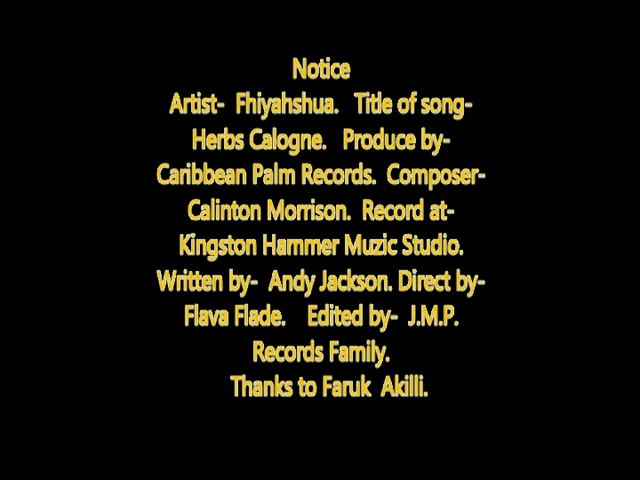 Notice
Artist-  Fhiyahshua.   Title of song-
Herbs Calogne.   Produce by-
Caribbean Palm Records.  Composer-
Calinton Morrison.  Record at-
Kingston Hammer Muzic Studio.
Written by-  Andy Jackson. Direct by-
Flava Flade.    Edited by-  J.M.P.
Records Family.
Thanks to Faruk  Akilli.